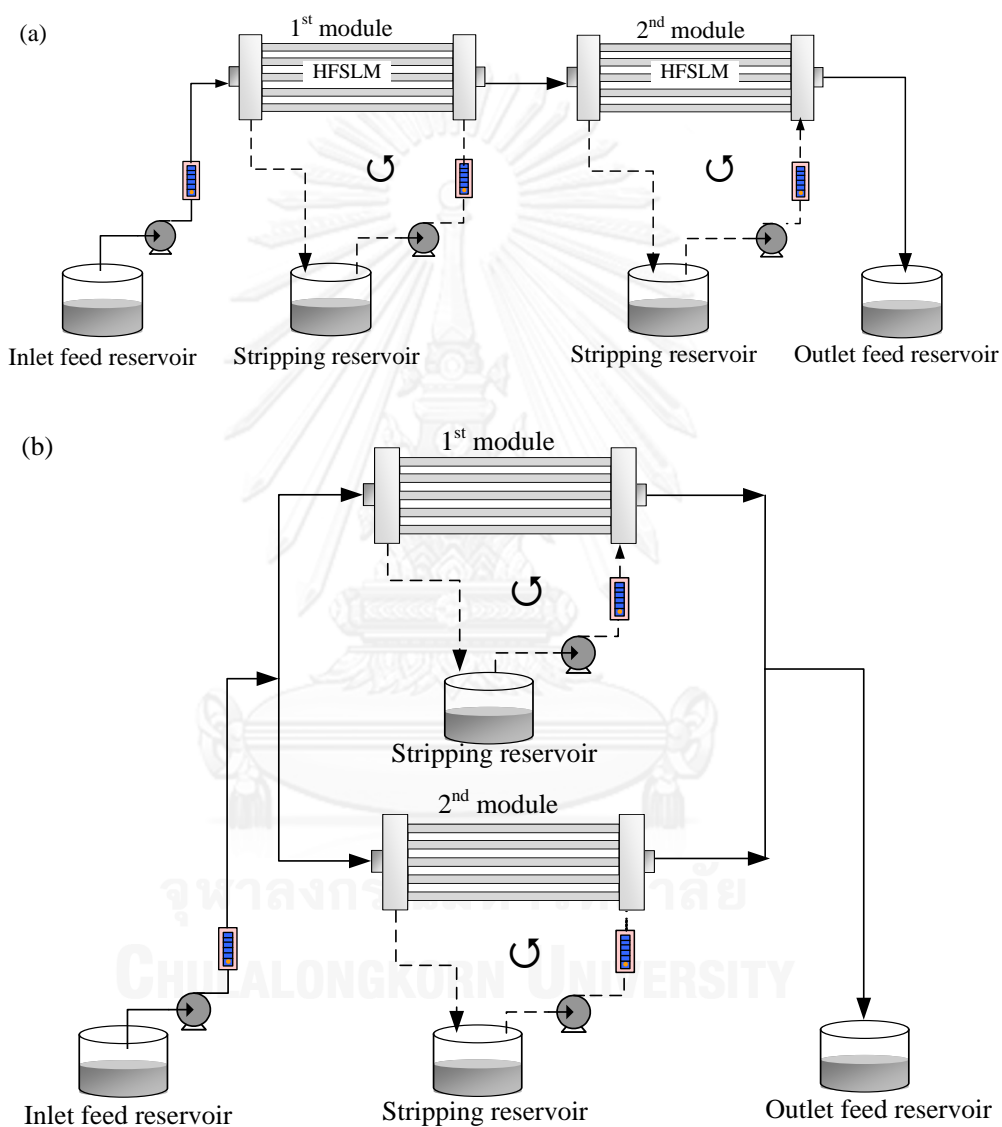 (a)
1st module
2nd module
HFSLM
HFSLM
Inlet feed reservoir
Stripping reservoir
Stripping reservoir
Outlet feed reservoir
(b)
1st module
Stripping reservoir
2nd module
จุฬาลงกรณ์มหาวิทยาลัย
CHULALONGKORN UNIVERSITY
Inlet feed reservoir
Stripping reservoir
Outlet feed reservoir